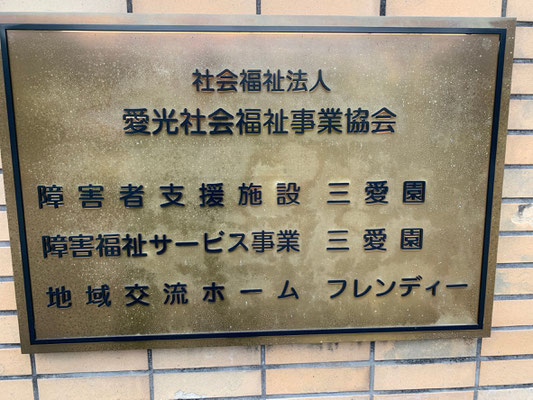 社会福祉法人
愛光社会福祉事業協会
障害者支援施設 三愛園
障害福祉サービス事業 三愛園
地域交流ホーム フレンディー